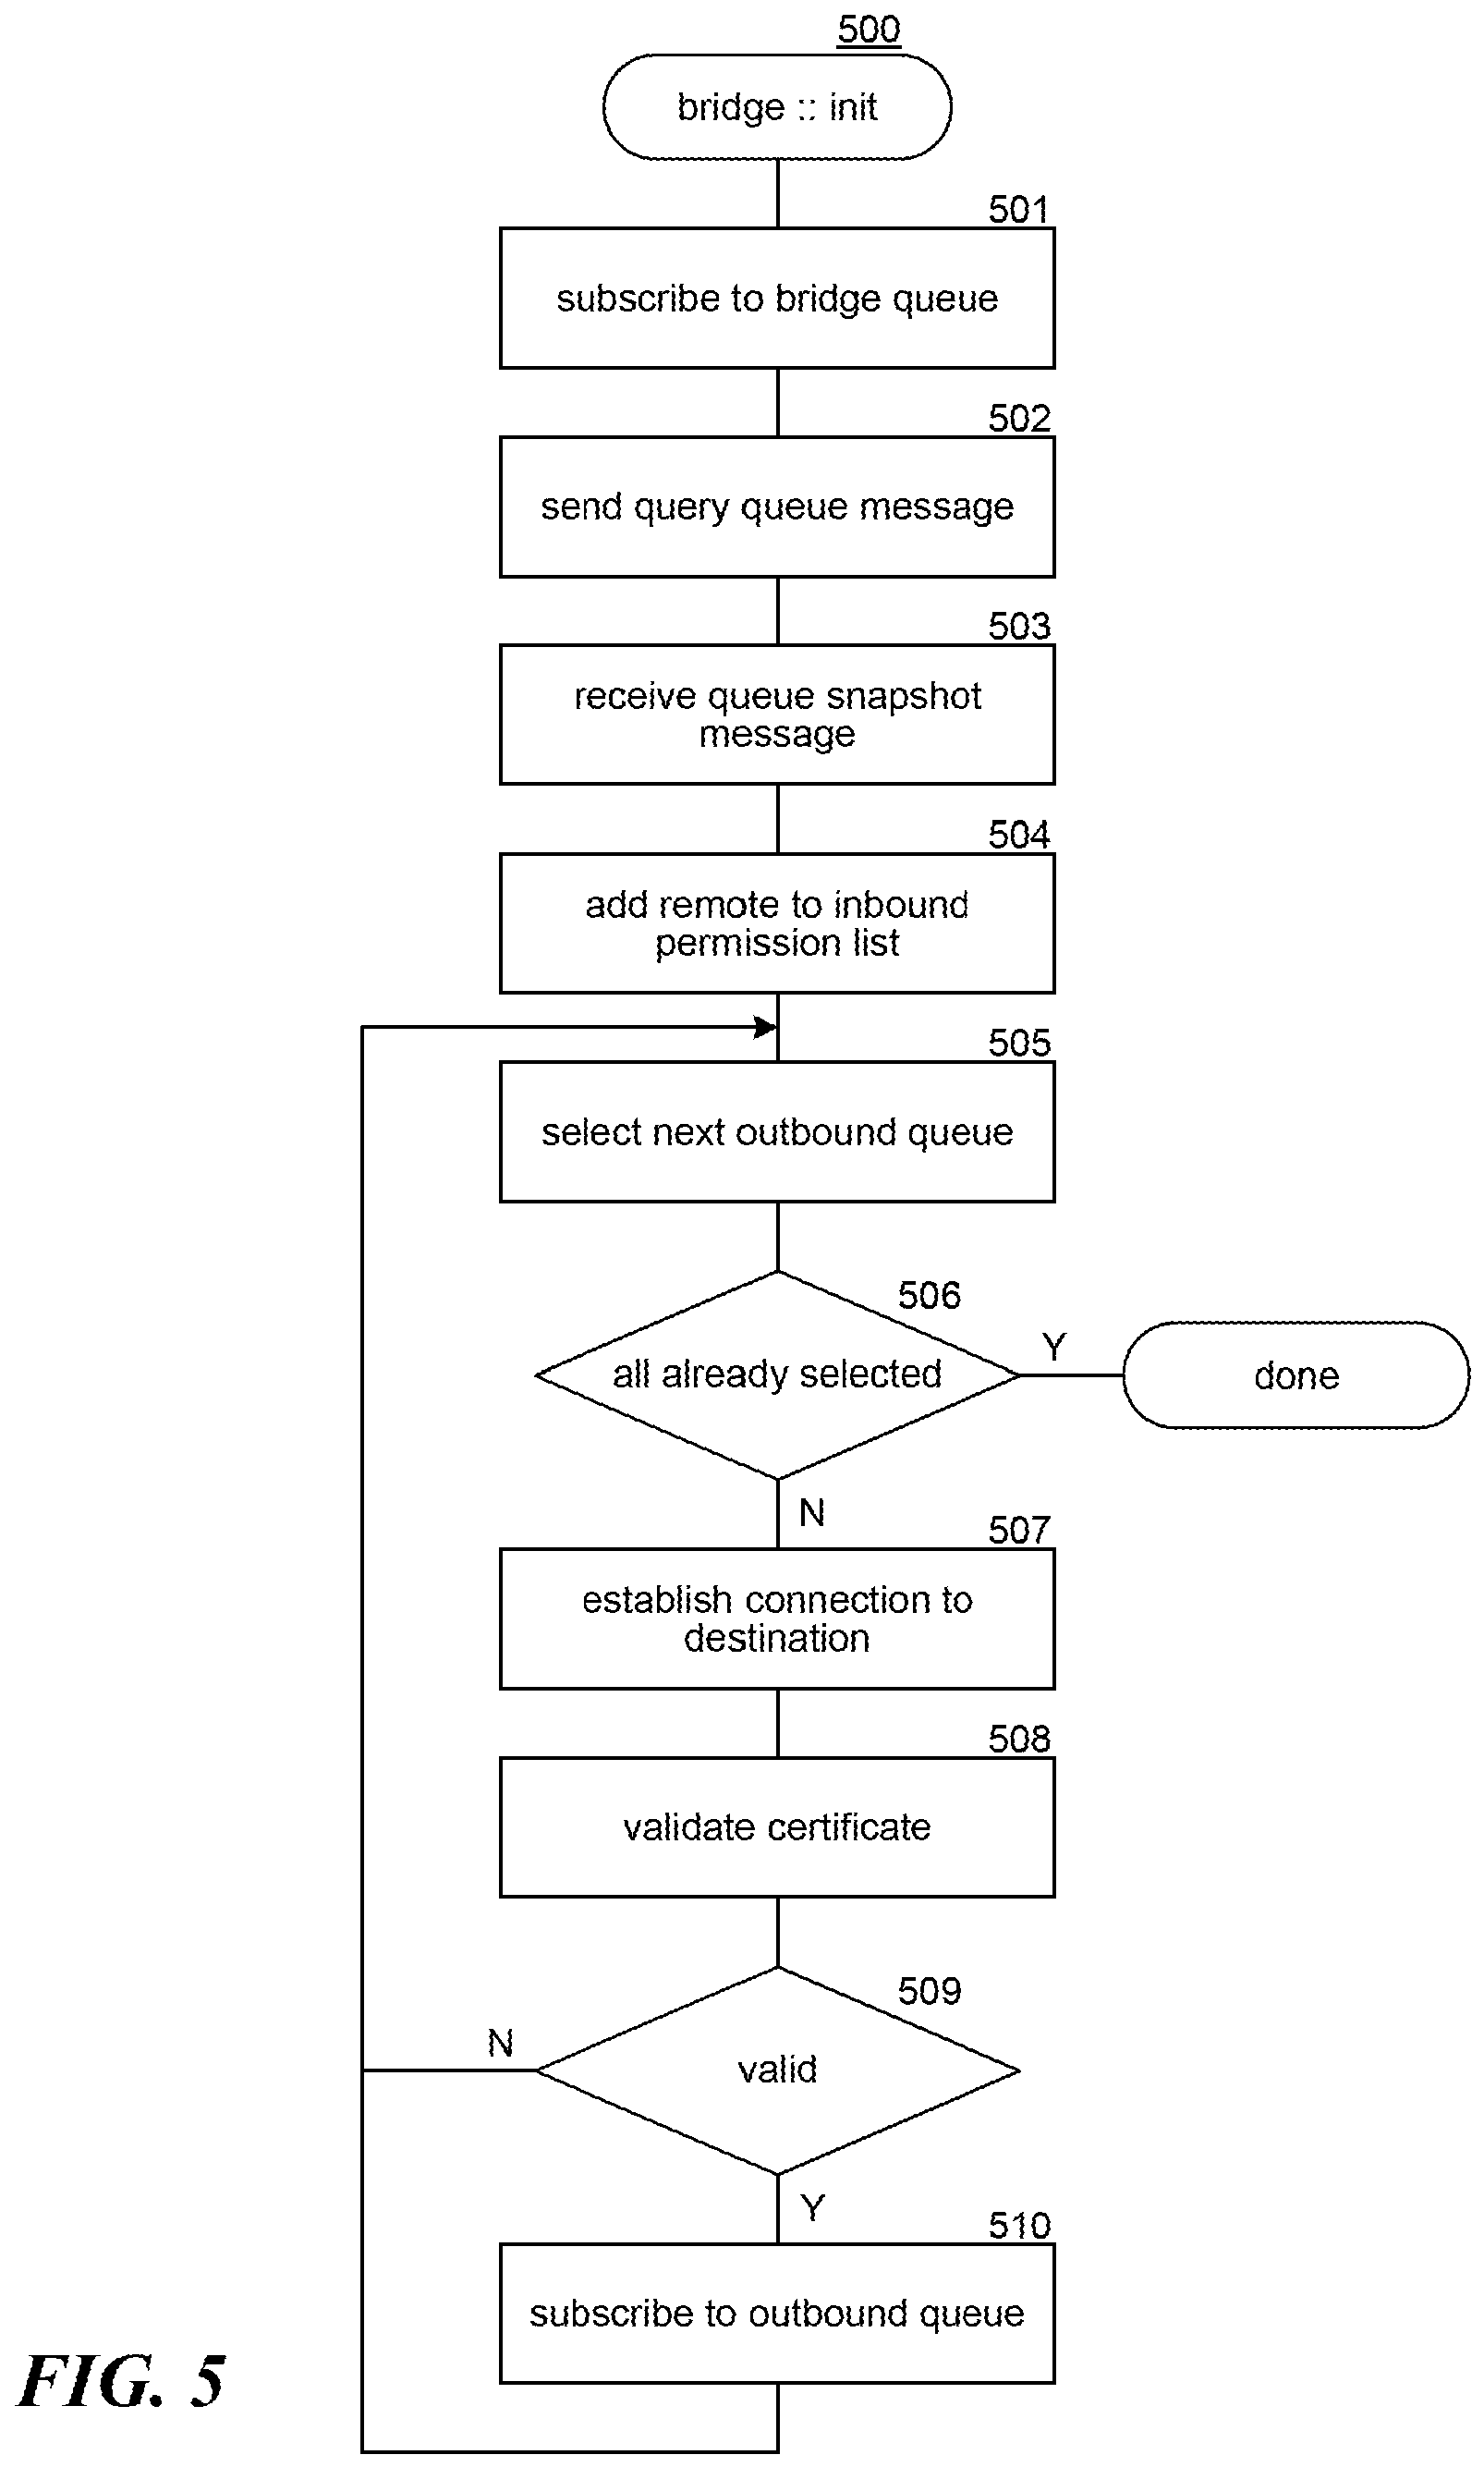 500
bridge :: init
501
subscribe to bridge queue
502
send query queue message
503
receive queue snapshot
message
504
add remote to inbound
permission list
505
select next outbound queue
506
all already selected
Y
done
N
507
establish connection to
destination
508
validate certificate
509
N
valid
Y
510
subscribe to outbound queue
FIG. 5